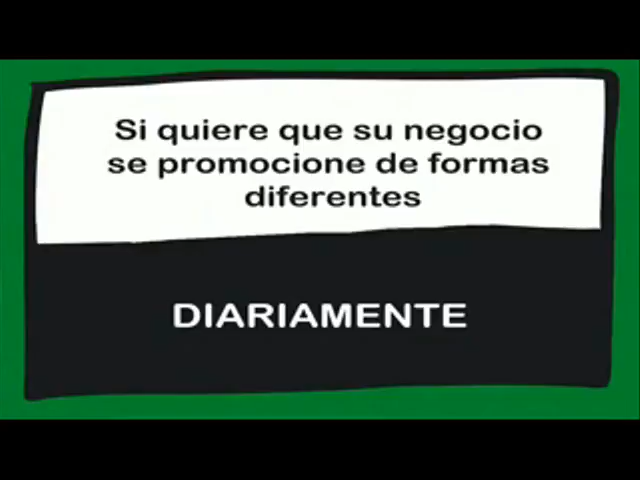 Si quiere que su negocio
se promocione de formas
diferentes
DIARIAMENTE